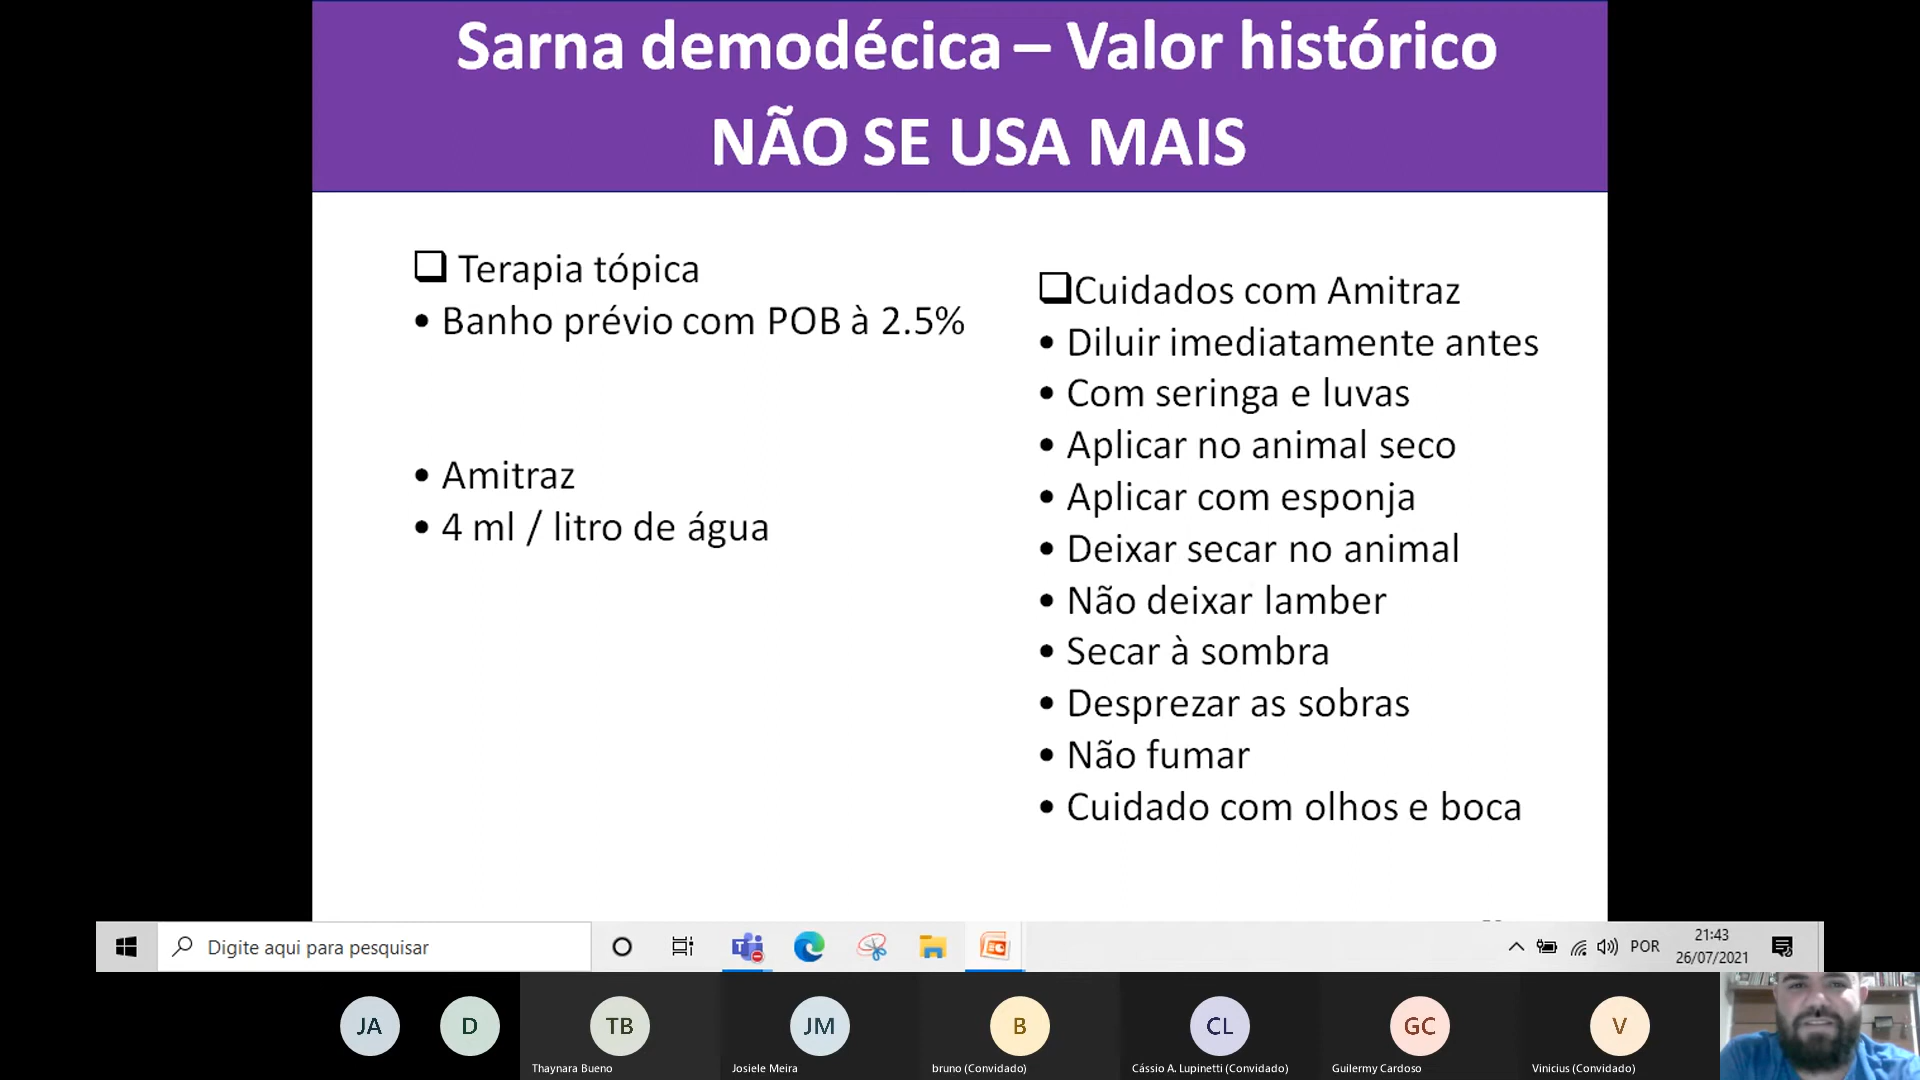 Sarna demodécica – Valor histórico
NÃO SE USA MAIS
❑ Terapia tópica
• Banho prévio com POB à 2.5%
• Amitraz
• 4 ml / litro de água
❑Cuidados com Amitraz
• Diluir imediatamente antes
• Com seringa e luvas
• Aplicar no animal seco
• Aplicar com esponja
• Deixar secar no animal
• Não deixar lamber
• Secar à sombra
• Desprezar as sobras
• Não fumar
• Cuidado com olhos e boca
Digite aqui para pesquisar
POR
21:43
26/07/2021
JA
D
TB
JM
B
CL
GC
V
Thaynara Bueno
Josiele Meira
bruno (Convidado)
Cássio A. Lupinetti (Convidado)
Guilermy Cardoso
Vinicius (Convidado)